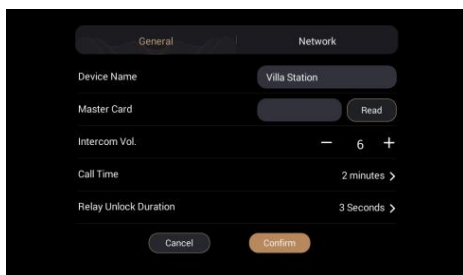 General Network
Device Name Villa Station
Master Card Read
Intercom Vol. − 6 +
Call Time 2 minutes >
Relay Unlock Duration 3 Seconds >
Cancel Confirm